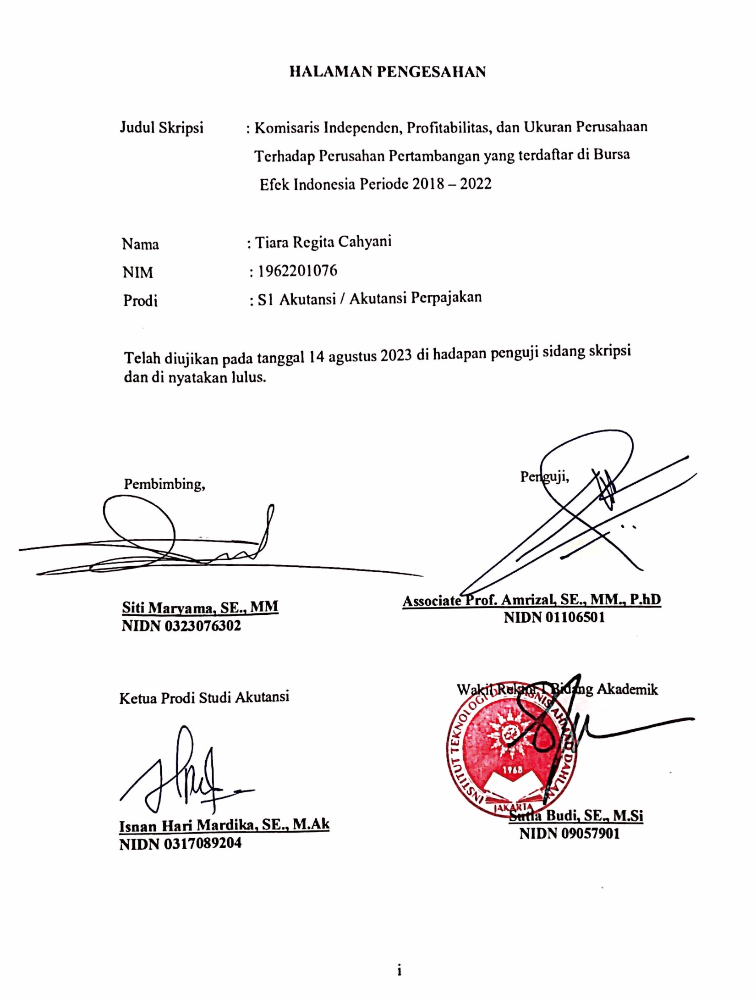 HALAMAN PENGESAHAN
Judul Skripsi : Komisaris Independen, Profitabilitas, dan Ukuran Perusahaan
Terhadap Perusahan Pertambangan yang terdaftar di Bursa
Efek Indonesia Periode 2018 – 2022
Nama : Tiara Regita Cahyani
NIM : 1962201076
Prodi : S1 Akutansi / Akutansi Perpajakan
Telah diujikan pada tanggal 14 agustus 2023 di hadapan penguji sidang skripsi
dan di nyatakan lulus.
Pembimbing,
Penguji,
Siti Maryama, SE., MM
NIDN 0323076302
Associate Prof. Amrizal, SE., MM., P.hD
NIDN 01106501
Ketua Prodi Studi Akutansi
Wakil Rektor I Bidang Akademik
INSTITUT TEKNOLOGI DAN BISNIS AHMAD DAHLAN
1968
JAKARTA
Isnan Hari Mardika, SE., M.Ak
NIDN 0317089204
Budi, SE., M.Si
NIDN 09057901
i